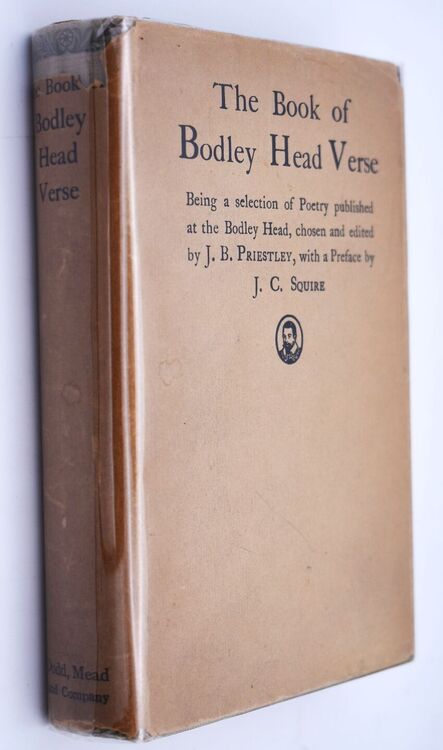 The Book of
Bodley Head Verse
Being a selection of Poetry published
at the Bodley Head, chosen and edited
by J. B. PRIESTLEY, with a Preface by
J. C. SQUIRE
Book
Bodley
Head
Verse
Mead
Company